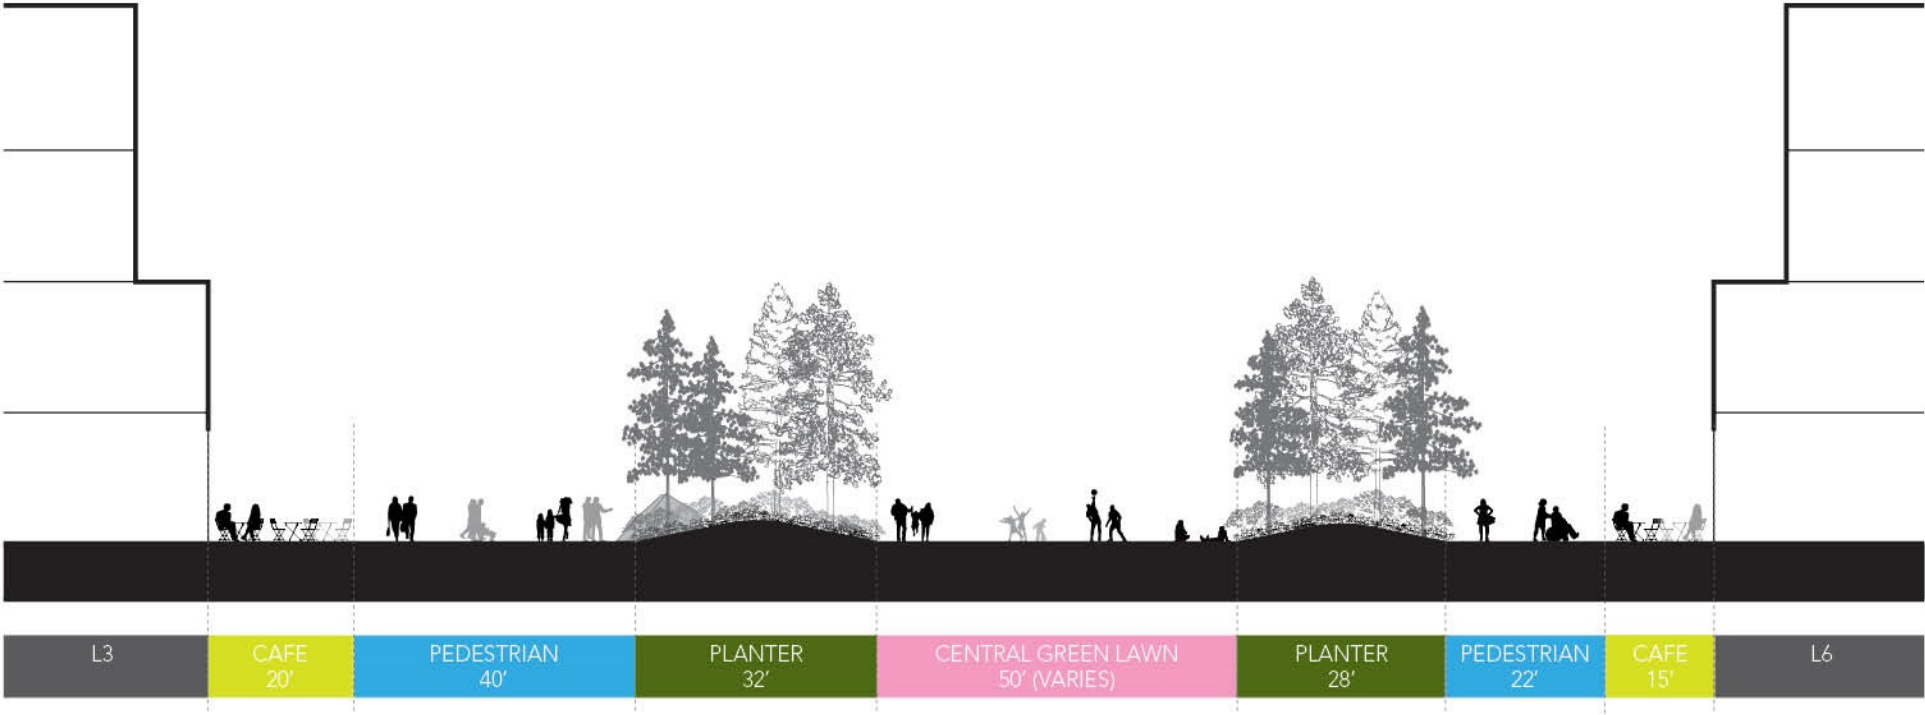 L3
CAFE
20'
PEDESTRIAN
40'
PLANTER
32'
CENTRAL GREEN LAWN
50' (VARIES)
PLANTER
28'
PEDESTRIAN
22'
CAFE
15'
L6